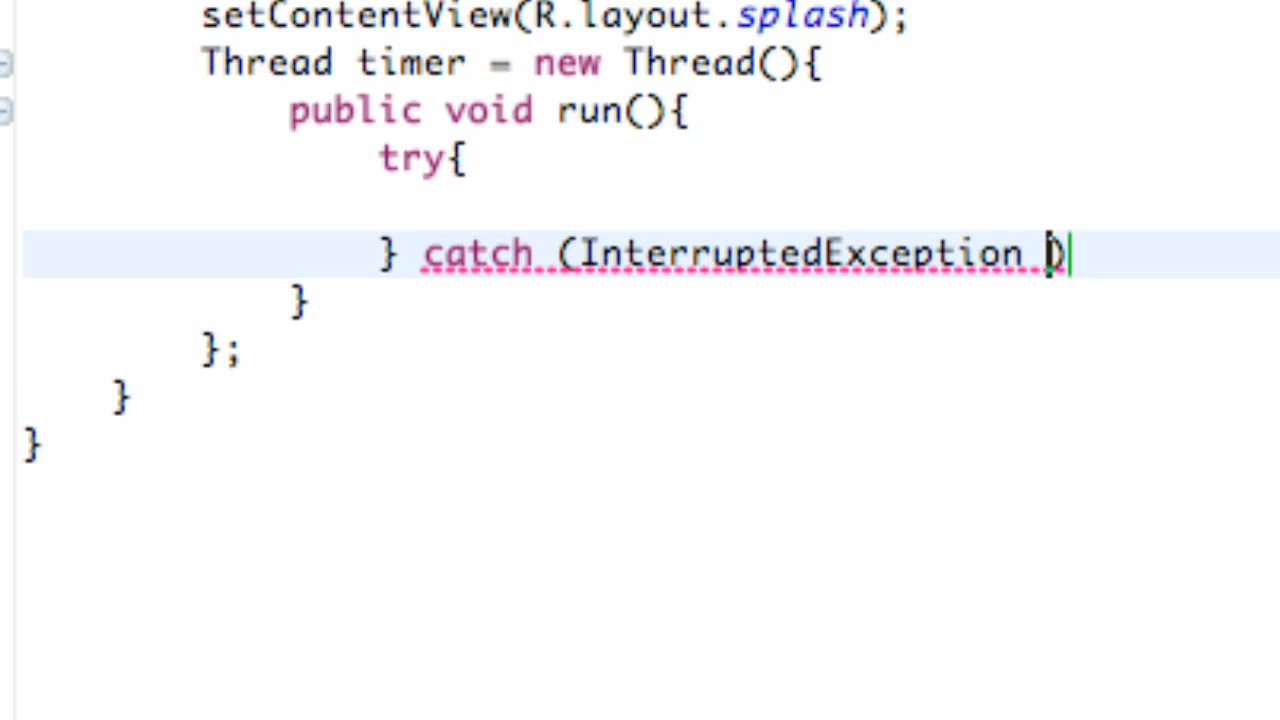 setContentView(R.layout.splash);
Thread timer = new Thread(){
public void run(){
try{
} catch (InterruptedException )
}
};
}
}